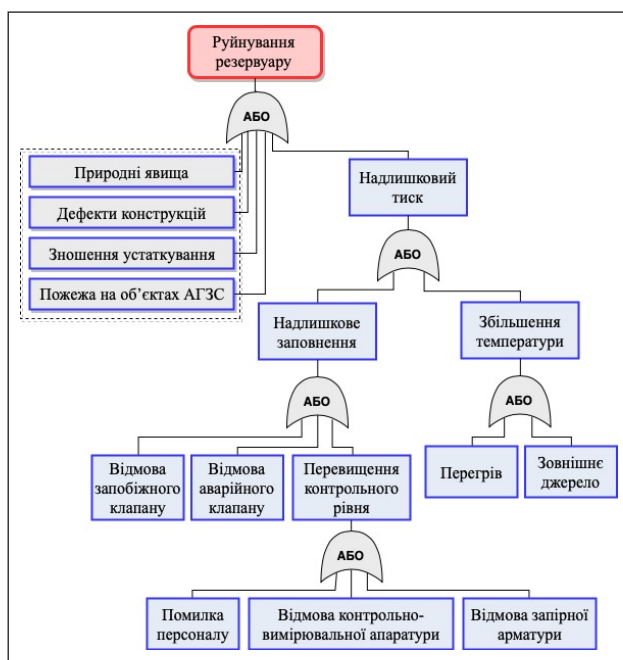 Руйнування
резервуару
АБО
Природні явища
Дефекти конструкцій
Зношення устаткування
Пожежа на об’єктах АГЗС
Надлишковий
тиск
АБО
Надлишкове
заповнення
Збільшення
температури
АБО
АБО
Відмова
запобіжного
клапану
Відмова
аварійного
клапану
Перевищення
контрольного
рівня
Перегрів
Зовнішнє
джерело
АБО
Помилка
персоналу
Відмова контрольно-
вимірювальної апаратури
Відмова запірної
арматури